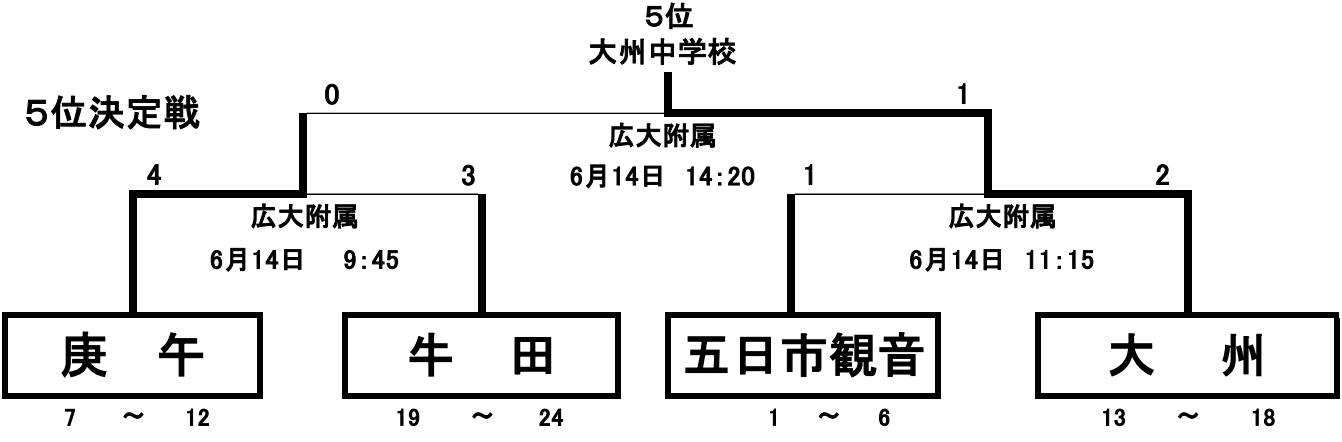 5位
大州中学校
5位決定戦
0 1
広大附属
6月14日 14:20
4 3 1 2
広大附属 広大附属
6月14日 9:45 6月14日 11:15
庚 午 牛 田 五日市観音 大 州
7 ～ 12 19 ～ 24 1 ～ 6 13 ～ 18